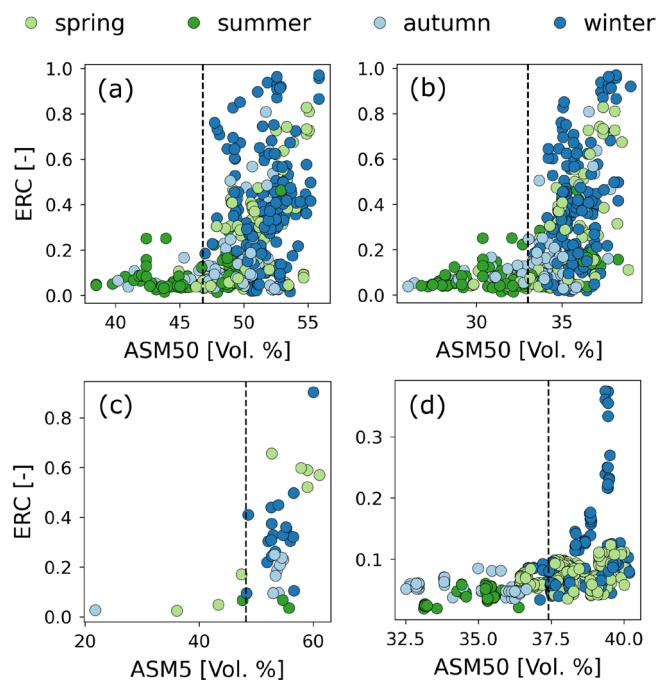 spring summer autumn winter
(a) (b)
1.0 1.0
0.8 0.8
0.6 0.6
0.4 0.4
0.2 0.2
0.0 0.0
ERC [-]
40 45 50 55 30 35
ASM50 [Vol. %] ASM50 [Vol. %]
(c) (d)
0.8 0.3
0.6
0.4 0.2
0.2 0.1
0.0
ERC [-]
20 40 60 32.5 35.0 37.5 40.0
ASM5 [Vol. %] ASM50 [Vol. %]